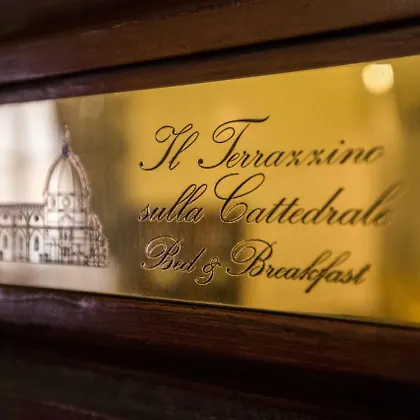 Il Terrazzino
sulla Cattedrale
Bed & Breakfast